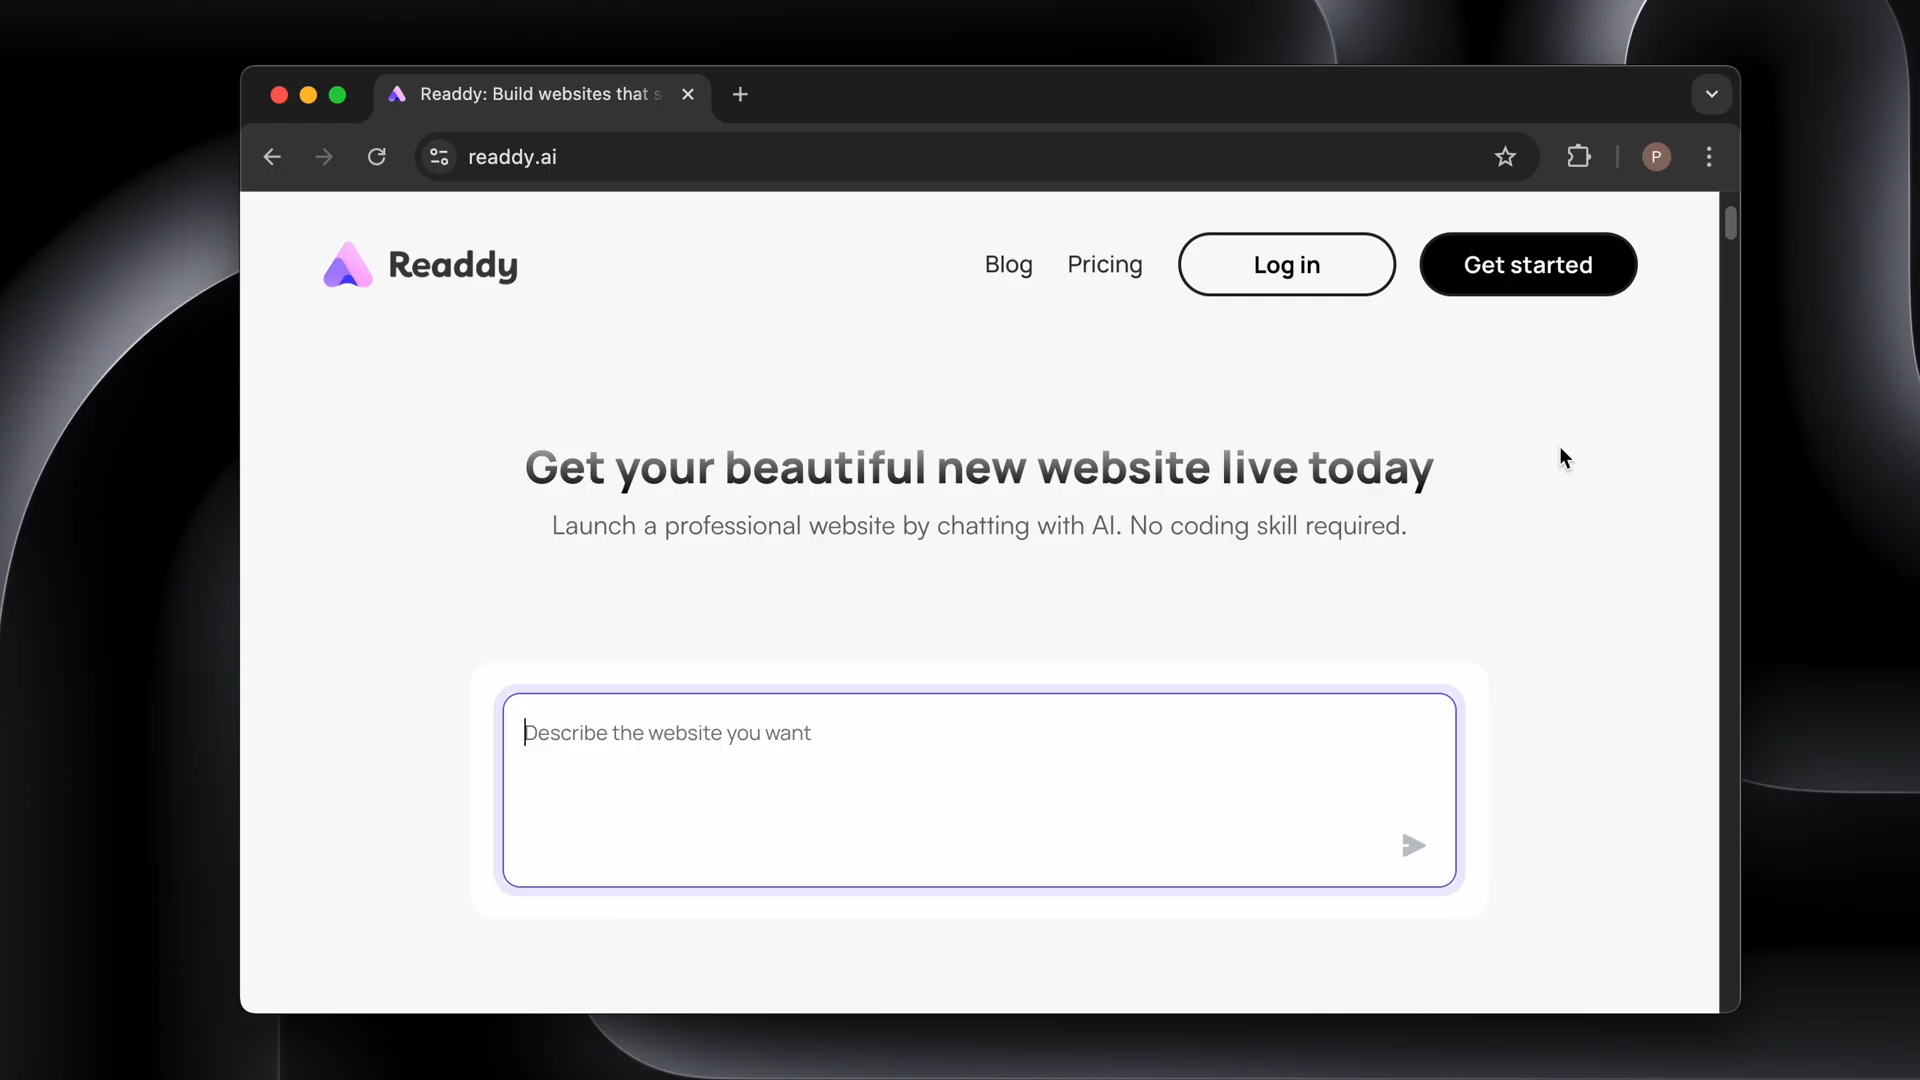 Readdy: Build websites that s
readdy.ai
P
Readdy
Blog
Pricing
Log in
Get started
Get your beautiful new website live today
Launch a professional website by chatting with AI. No coding skill required.
Describe the website you want